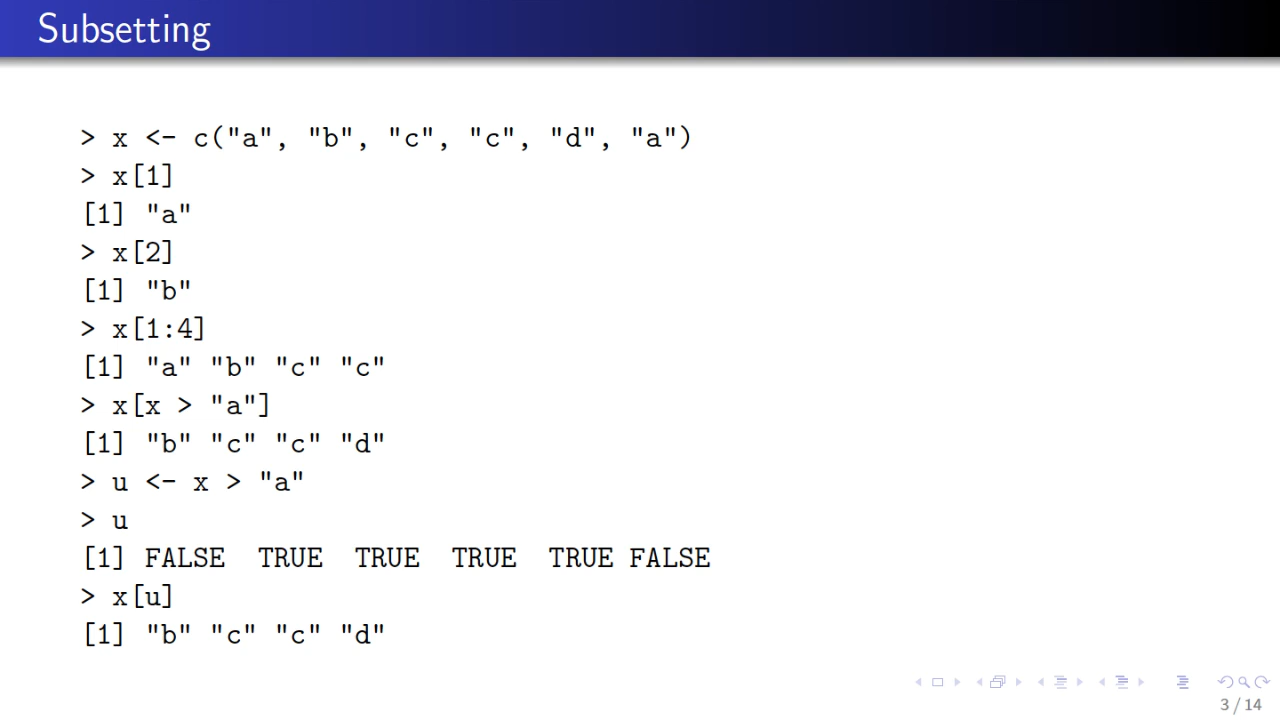 Subsetting
> x <- c("a", "b", "c", "c", "d", "a")
> x[1]
[1] "a"
> x[2]
[1] "b"
> x[1:4]
[1] "a" "b" "c" "c"
> x[x > "a"]
[1] "b" "c" "c" "d"
> u <- x > "a"
> u
[1] FALSE  TRUE  TRUE  TRUE  TRUE FALSE
> x[u]
[1] "b" "c" "c" "d"
3 / 14